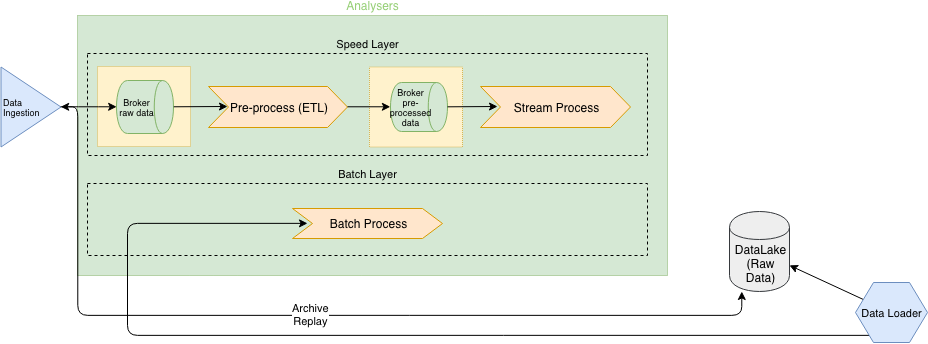 Analysers
Speed Layer
Data
Ingestion
Broker
raw data
Pre-process (ETL)
Broker
pre-
processed
data
Stream Process
Batch Layer
Batch Process
DataLake
(Raw
Data)
Archive
Replay
Data Loader